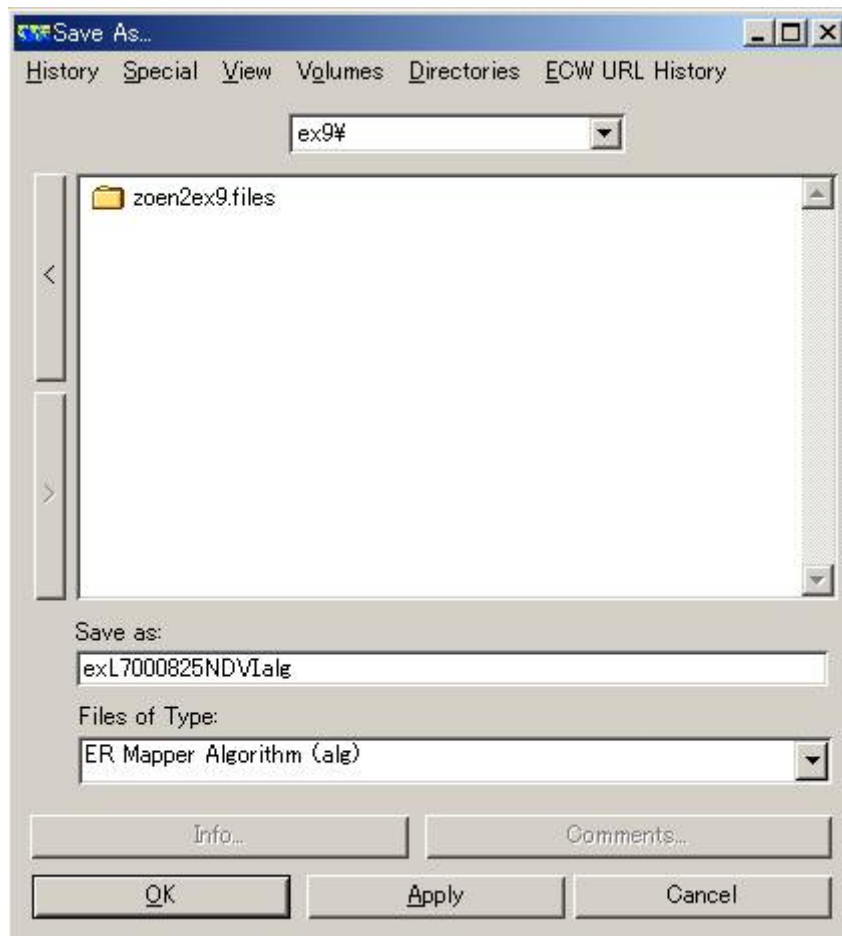 Save As...
History Special View Volumes Directories ECW URL History
ex9¥
zoen2ex9.files
<
>
Save as:
exL7000825NDVIalg
Files of Type:
ER Mapper Algorithm (alg)
Info... Comments...
OK Apply Cancel